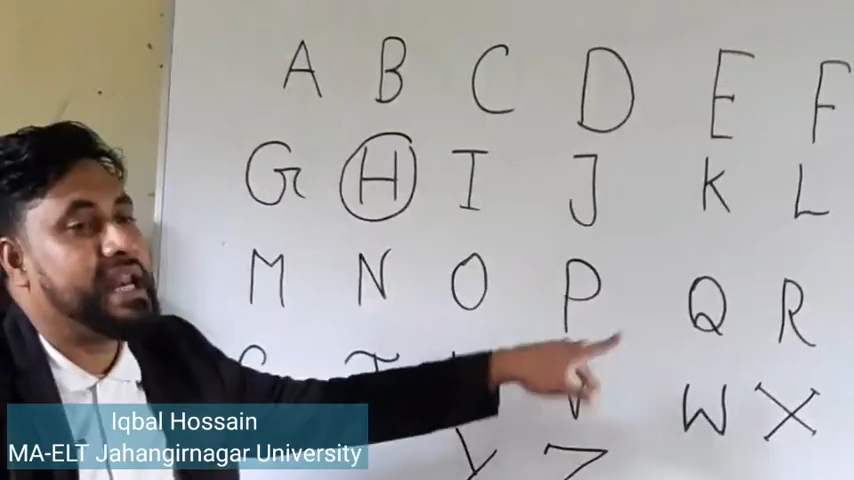 A B C D E F
G H I J K L
M N O P Q R
S T V W X
Y Z
Iqbal Hossain
MA-ELT Jahangirnagar University